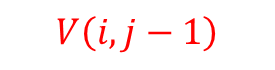 V(i, j − 1)